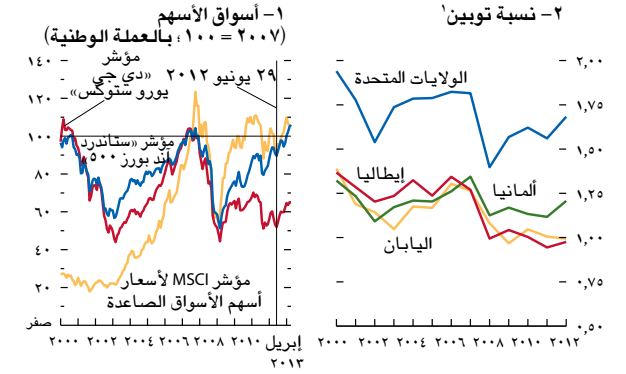 ١– أسواق الأسهم
(٢٠٠٧ = ١٠٠؛ بالعملة الوطنية)
١٤٠
١٢٠
١٠٠
٨٠
٦٠
٤٠
٢٠
صفر
مؤشر
«دي جي
يورو ستوكس»
٢٩ يونيو ٢٠١٢
مؤشر «ستاندرد
آند بورز ٥٠٠»
مؤشر MSCI لأسعار
أسهم الأسواق الصاعدة
٢٠٠٠ ٢٠٠٢ ٢٠٠٤ ٢٠٠٦ ٢٠٠٨ ٢٠١٠ إبريل
٢٠١٣
٢– نسبة توبين١
٢,٠٠
١,٧٥
١,٥٠
١,٢٥
١,٠٠
٠,٧٥
٠,٥٠
الولايات المتحدة
إيطاليا
ألمانيا
اليابان
٢٠٠٠ ٢٠٠٢ ٢٠٠٤ ٢٠٠٦ ٢٠٠٨ ٢٠١٠ ٢٠١٢